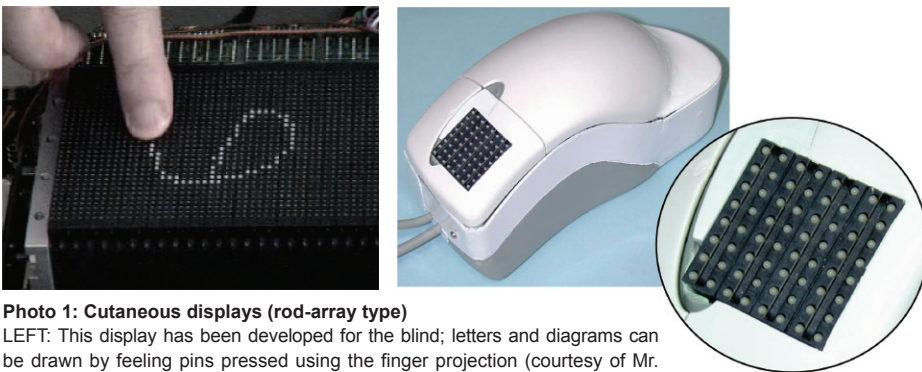 Photo 1: Cutaneous displays (rod-array type)
LEFT: This display has been developed for the blind; letters and diagrams can
be drawn by feeling pins pressed using the finger projection (courtesy of Mr.